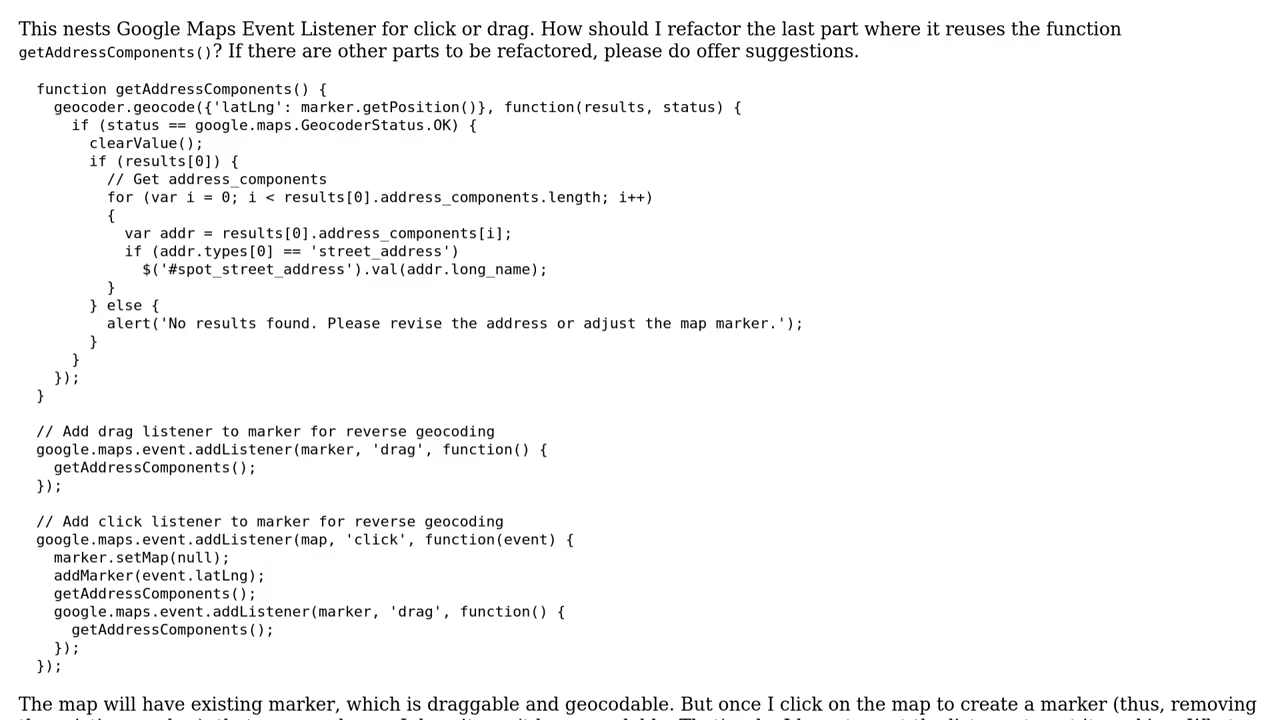 This nests Google Maps Event Listener for click or drag. How should I refactor the last part where it reuses the function
getAddressComponents()? If there are other parts to be refactored, please do offer suggestions.
function getAddressComponents() {
  geocoder.geocode({'latLng': marker.getPosition()}, function(results, status) {
    if (status == google.maps.GeocoderStatus.OK) {
      clearValue();
      if (results[0]) {
        // Get address_components
        for (var i = 0; i < results[0].address_components.length; i++)
        {
          var addr = results[0].address_components[i];
          if (addr.types[0] == 'street_address')
            $('#spot_street_address').val(addr.long_name);
        }
      } else {
        alert('No results found. Please revise the address or adjust the map marker.');
      }
    }
  });
}
// Add drag listener to marker for reverse geocoding
google.maps.event.addListener(marker, 'drag', function() {
  getAddressComponents();
});
// Add click listener to marker for reverse geocoding
google.maps.event.addListener(map, 'click', function(event) {
  marker.setMap(null);
  addMarker(event.latLng);
  getAddressComponents();
  google.maps.event.addListener(marker, 'drag', function() {
    getAddressComponents();
  });
});
The map will have existing marker, which is draggable and geocodable. But once I click on the map to create a marker (thus, removing